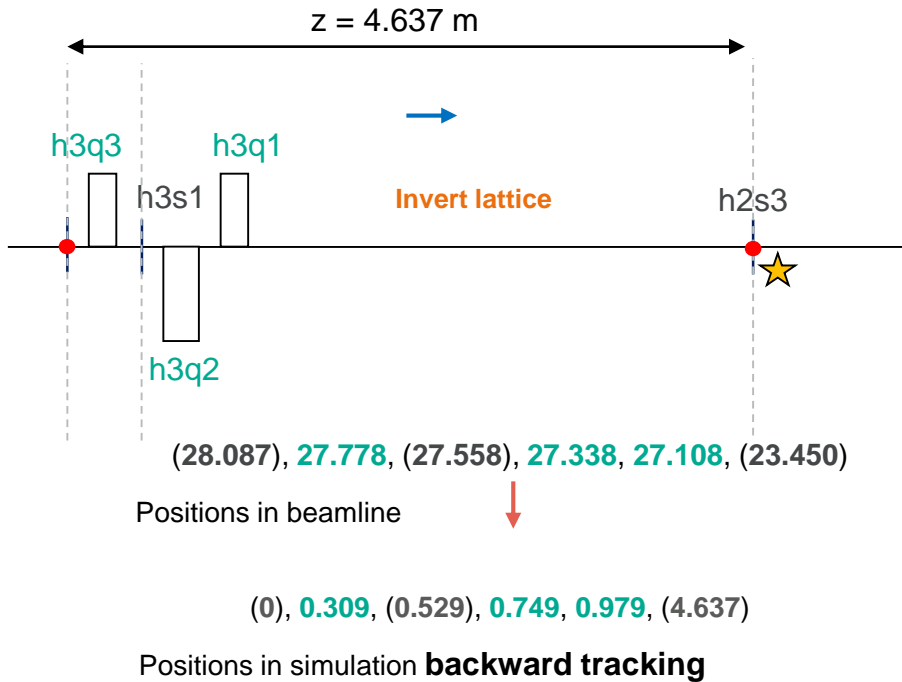 z = 4.637 m
h3q3
h3q1
h3s1
Invert lattice
h2s3
h3q2
(28.087), 27.778, (27.558), 27.338, 27.108, (23.450)
Positions in beamline
(0), 0.309, (0.529), 0.749, 0.979, (4.637)
Positions in simulation backward tracking